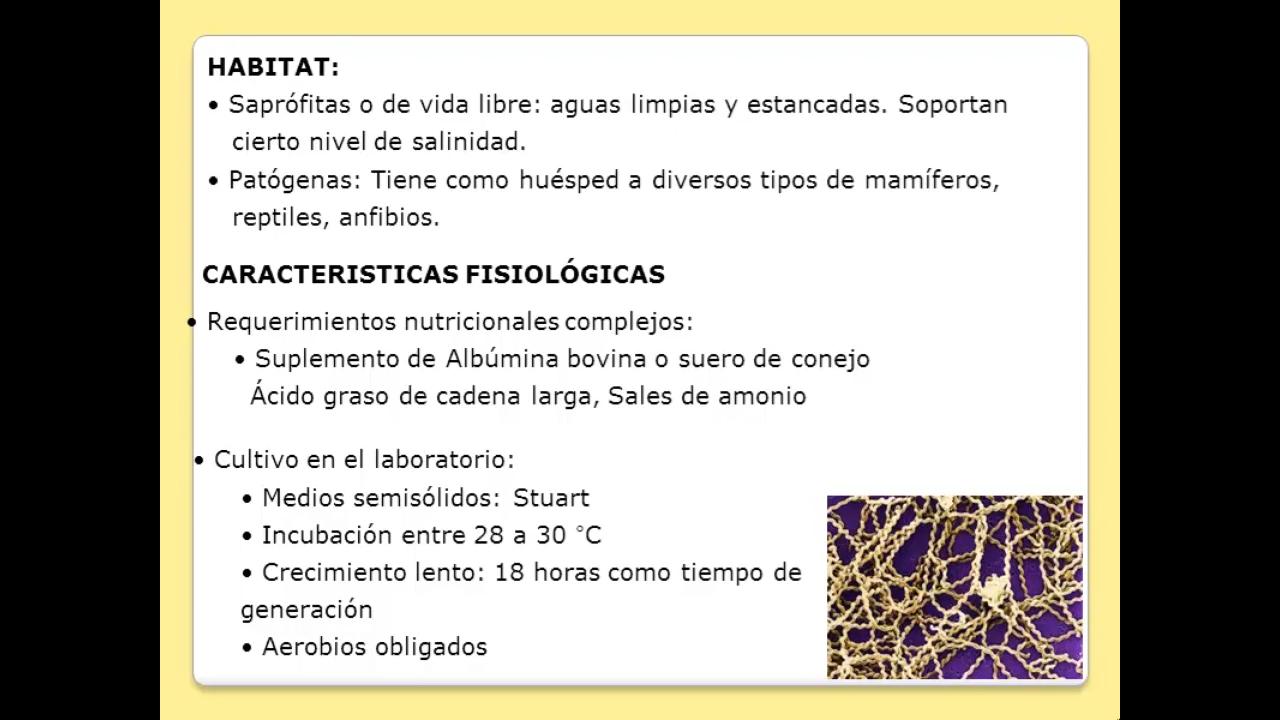 HABITAT:
• Saprófitas o de vida libre: aguas limpias y estancadas. Soportan
cierto nivel de salinidad.
• Patógenas: Tiene como huésped a diversos tipos de mamíferos,
reptiles, anfibios.
CARACTERISTICAS FISIOLÓGICAS
• Requerimientos nutricionales complejos:
• Suplemento de Albúmina bovina o suero de conejo
Ácido graso de cadena larga, Sales de amonio
• Cultivo en el laboratorio:
• Medios semisólidos: Stuart
• Incubación entre 28 a 30 °C
• Crecimiento lento: 18 horas como tiempo de
generación
• Aerobios obligados